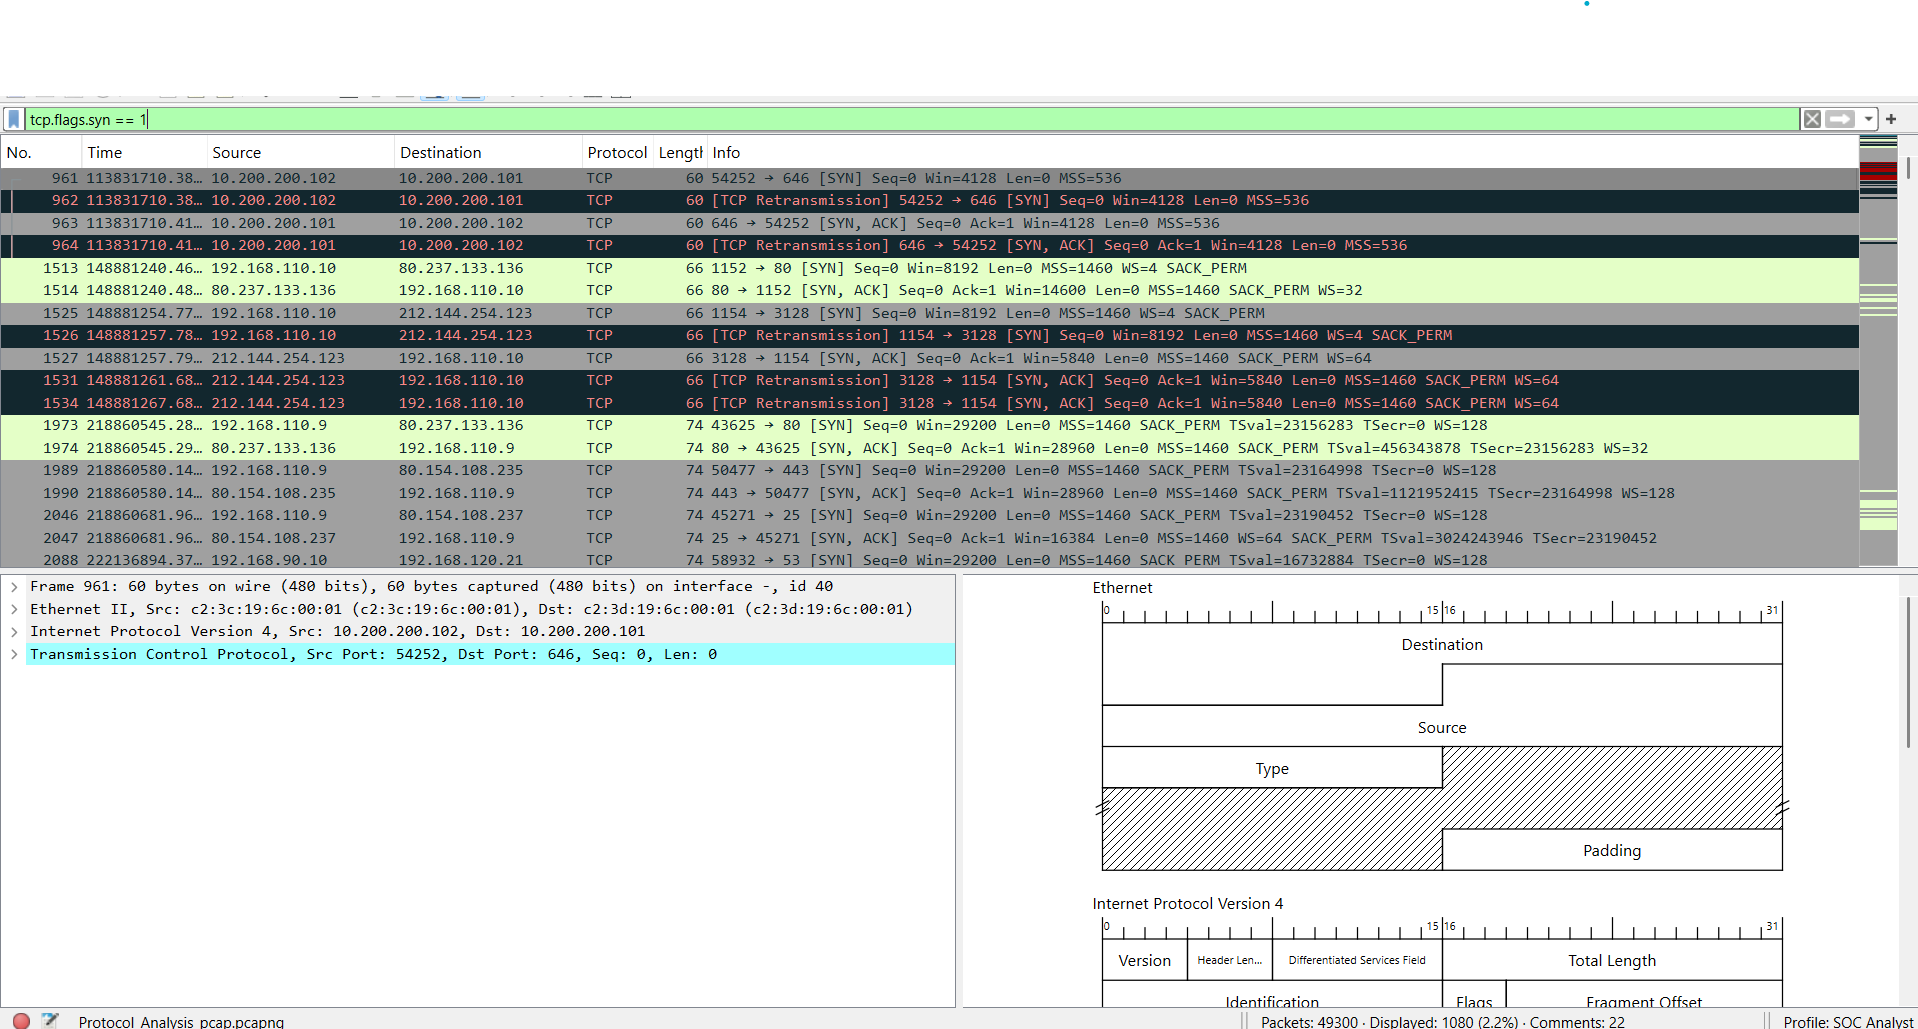 tcp.flags.syn == 1
No. Time Source Destination Protocol Length Info
961 113831710.38… 10.200.200.102 10.200.200.101 TCP 60 54252 → 646 [SYN] Seq=0 Win=4128 Len=0 MSS=536
962 113831710.38… 10.200.200.102 10.200.200.101 TCP 60 [TCP Retransmission] 54252 → 646 [SYN] Seq=0 Win=4128 Len=0 MSS=536
963 113831710.41… 10.200.200.101 10.200.200.102 TCP 60 646 → 54252 [SYN, ACK] Seq=0 Ack=1 Win=4128 Len=0 MSS=536
964 113831710.41… 10.200.200.101 10.200.200.102 TCP 60 [TCP Retransmission] 646 → 54252 [SYN, ACK] Seq=0 Ack=1 Win=4128 Len=0 MSS=536
1513 148881240.46… 192.168.110.10 80.237.133.136 TCP 66 1152 → 80 [SYN] Seq=0 Win=8192 Len=0 MSS=1460 WS=4 SACK_PERM
1514 148881240.48… 80.237.133.136 192.168.110.10 TCP 66 80 → 1152 [SYN, ACK] Seq=0 Ack=1 Win=14600 Len=0 MSS=1460 SACK_PERM WS=32
1525 148881254.77… 192.168.110.10 212.144.254.123 TCP 66 1154 → 3128 [SYN] Seq=0 Win=8192 Len=0 MSS=1460 WS=4 SACK_PERM
1526 148881257.78… 192.168.110.10 212.144.254.123 TCP 66 [TCP Retransmission] 1154 → 3128 [SYN] Seq=0 Win=8192 Len=0 MSS=1460 WS=4 SACK_PERM
1527 148881257.79… 212.144.254.123 192.168.110.10 TCP 66 3128 → 1154 [SYN, ACK] Seq=0 Ack=1 Win=5840 Len=0 MSS=1460 SACK_PERM WS=64
1531 148881261.68… 212.144.254.123 192.168.110.10 TCP 66 [TCP Retransmission] 3128 → 1154 [SYN, ACK] Seq=0 Ack=1 Win=5840 Len=0 MSS=1460 SACK_PERM WS=64
1534 148881267.68… 212.144.254.123 192.168.110.10 TCP 66 [TCP Retransmission] 3128 → 1154 [SYN, ACK] Seq=0 Ack=1 Win=5840 Len=0 MSS=1460 SACK_PERM WS=64
1973 218860545.28… 192.168.110.9 80.237.133.136 TCP 74 43625 → 80 [SYN] Seq=0 Win=29200 Len=0 MSS=1460 SACK_PERM TSval=23156283 TSecr=0 WS=128
1974 218860545.29… 80.237.133.136 192.168.110.9 TCP 74 80 → 43625 [SYN, ACK] Seq=0 Ack=1 Win=28960 Len=0 MSS=1460 SACK_PERM TSval=456343878 TSecr=23156283 WS=32
1989 218860580.14… 192.168.110.9 80.154.108.235 TCP 74 50477 → 443 [SYN] Seq=0 Win=29200 Len=0 MSS=1460 SACK_PERM TSval=23164998 TSecr=0 WS=128
1990 218860580.14… 80.154.108.235 192.168.110.9 TCP 74 443 → 50477 [SYN, ACK] Seq=0 Ack=1 Win=28960 Len=0 MSS=1460 SACK_PERM TSval=1121952415 TSecr=23164998 WS=128
2046 218860681.96… 192.168.110.9 80.154.108.237 TCP 74 45271 → 25 [SYN] Seq=0 Win=29200 Len=0 MSS=1460 SACK_PERM TSval=23190452 TSecr=0 WS=128
2047 218860681.96… 80.154.108.237 192.168.110.9 TCP 74 25 → 45271 [SYN, ACK] Seq=0 Ack=1 Win=16384 Len=0 MSS=1460 WS=64 SACK_PERM TSval=3024243946 TSecr=23190452
2088 222136894.37… 192.168.90.10 192.168.120.21 TCP 74 58932 → 53 [SYN] Seq=0 Win=29200 Len=0 MSS=1460 SACK_PERM TSval=16732884 TSecr=0 WS=128
Frame 961: 60 bytes on wire (480 bits), 60 bytes captured (480 bits) on interface -, id 40
Ethernet II, Src: c2:3c:19:6c:00:01 (c2:3c:19:6c:00:01), Dst: c2:3d:19:6c:00:01 (c2:3d:19:6c:00:01)
Internet Protocol Version 4, Src: 10.200.200.102, Dst: 10.200.200.101
Transmission Control Protocol, Src Port: 54252, Dst Port: 646, Seq: 0, Len: 0
Ethernet
0 15 16 31
Destination
Source
Type
Padding
Internet Protocol Version 4
0 15 16 31
Version Header Len… Differentiated Services Field Total Length
Identification Flags Fragment Offset
Protocol_Analysis_pcap.pcapng Packets: 49300 · Displayed: 1080 (2.2%) · Comments: 22 Profile: SOC Analyst